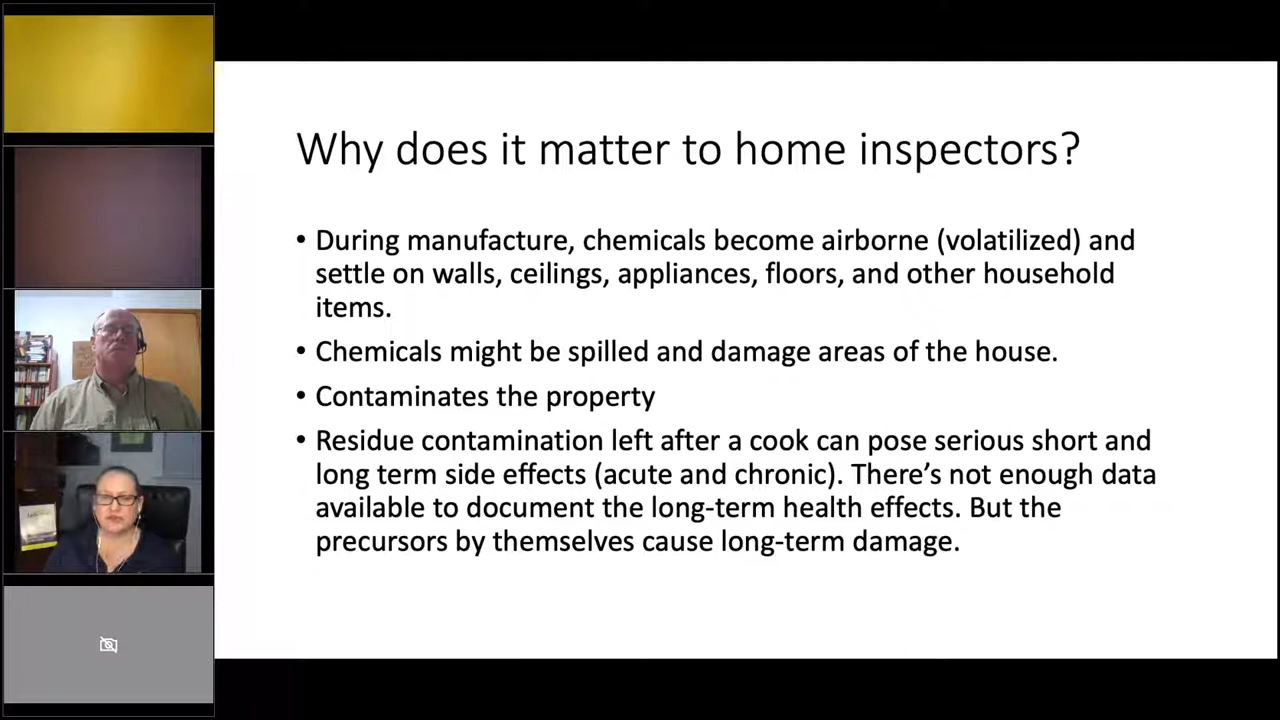 Why does it matter to home inspectors?
• During manufacture, chemicals become airborne (volatilized) and
settle on walls, ceilings, appliances, floors, and other household
items.
• Chemicals might be spilled and damage areas of the house.
• Contaminates the property
• Residue contamination left after a cook can pose serious short and
long term side effects (acute and chronic). There’s not enough data
available to document the long-term health effects. But the
precursors by themselves cause long-term damage.